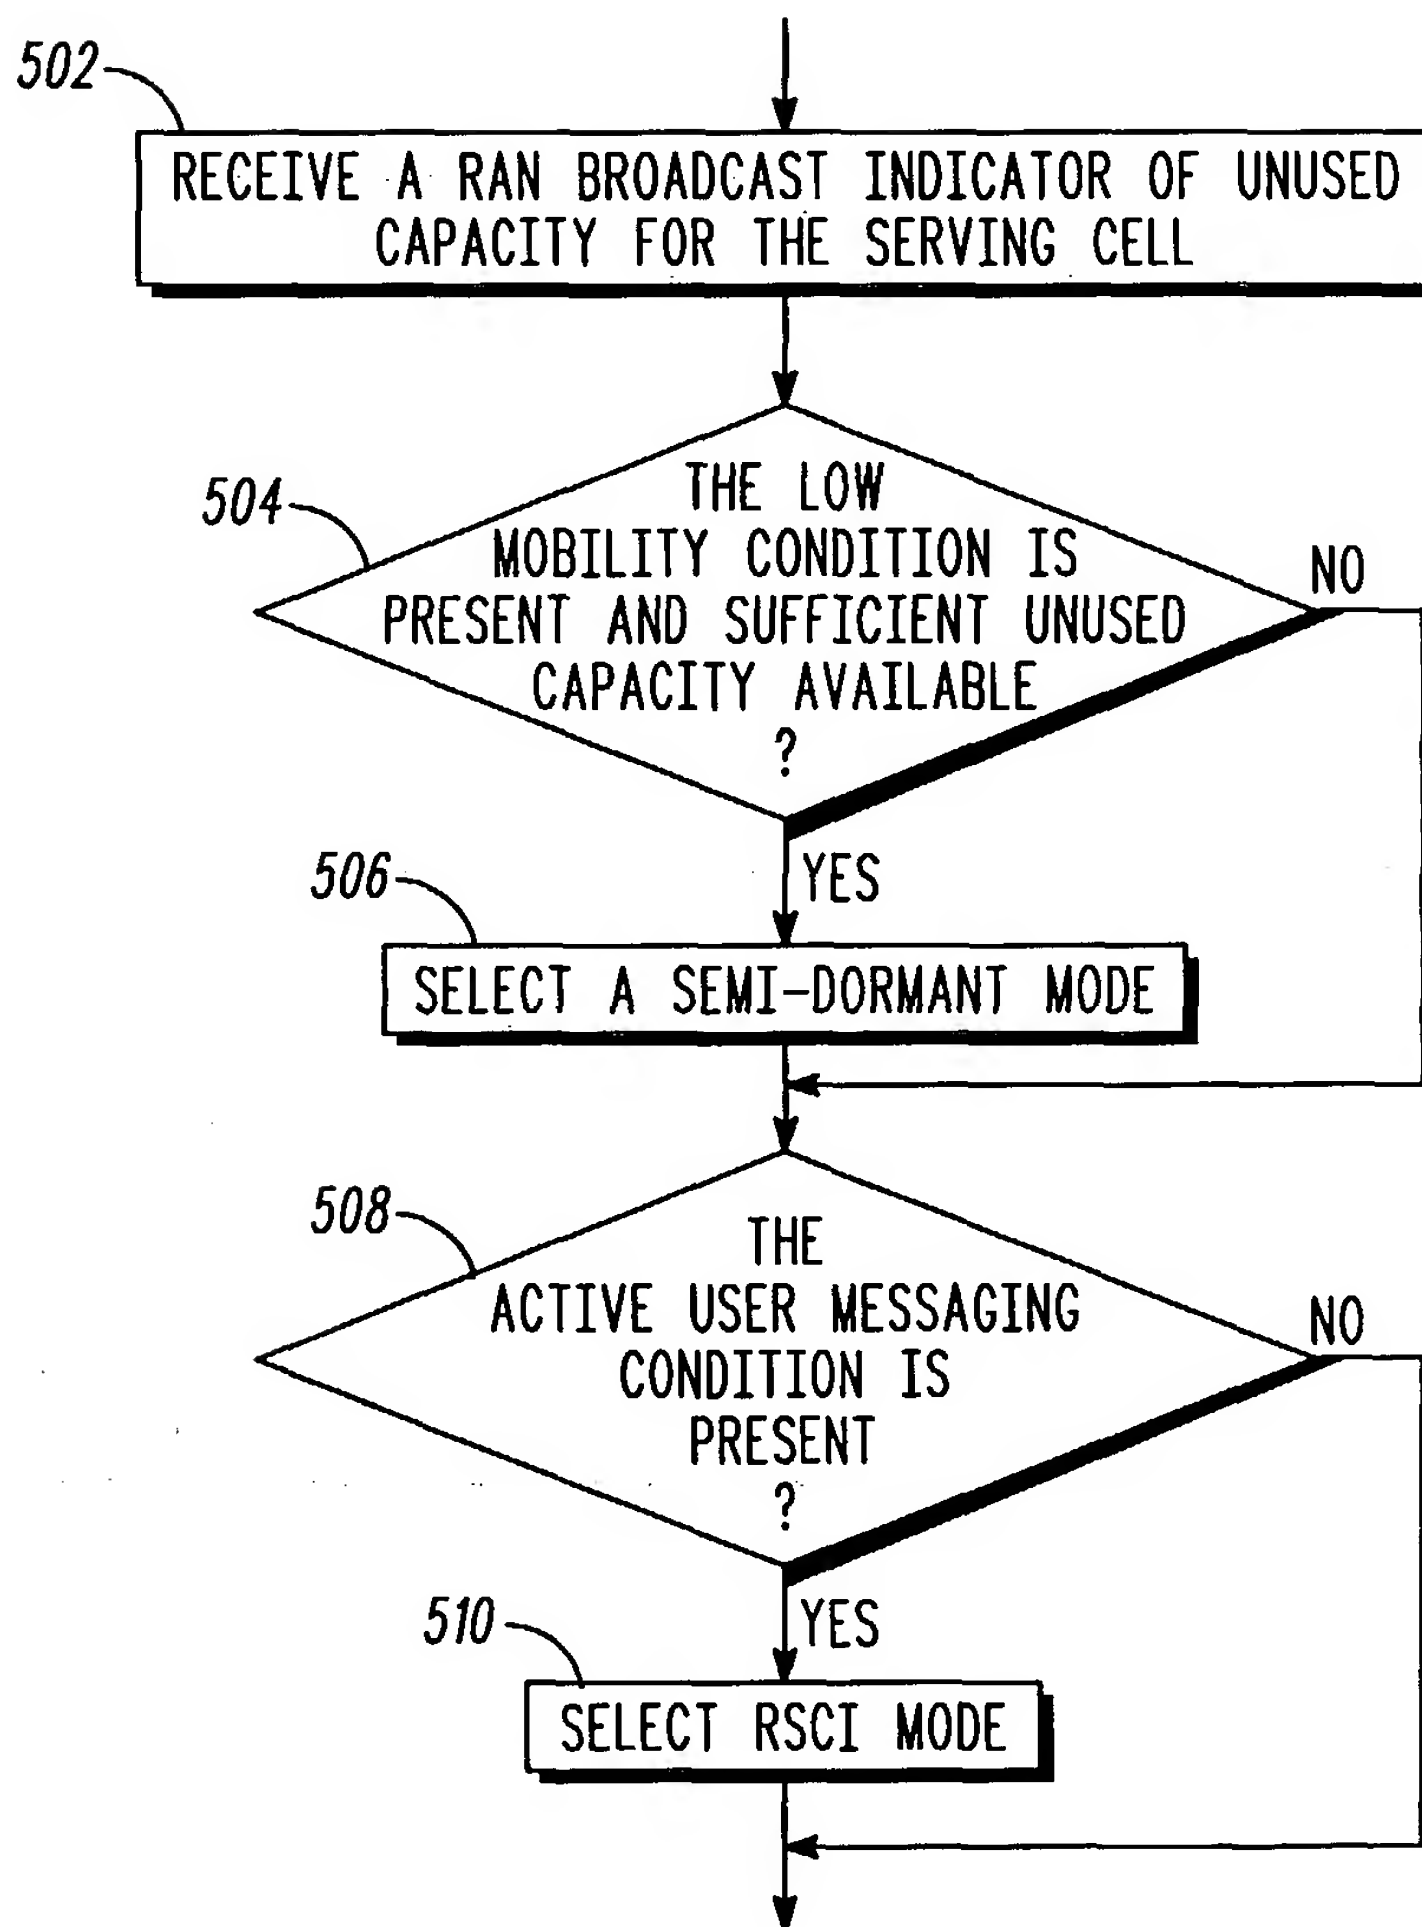 502
RECEIVE A RAN BROADCAST INDICATOR OF UNUSED
CAPACITY FOR THE SERVING CELL
504
THE LOW
MOBILITY CONDITION IS
PRESENT AND SUFFICIENT UNUSED
CAPACITY AVAILABLE
?
NO
YES
506
SELECT A SEMI-DORMANT MODE
508
THE
ACTIVE USER MESSAGING
CONDITION IS
PRESENT
?
NO
YES
510
SELECT RSCI MODE